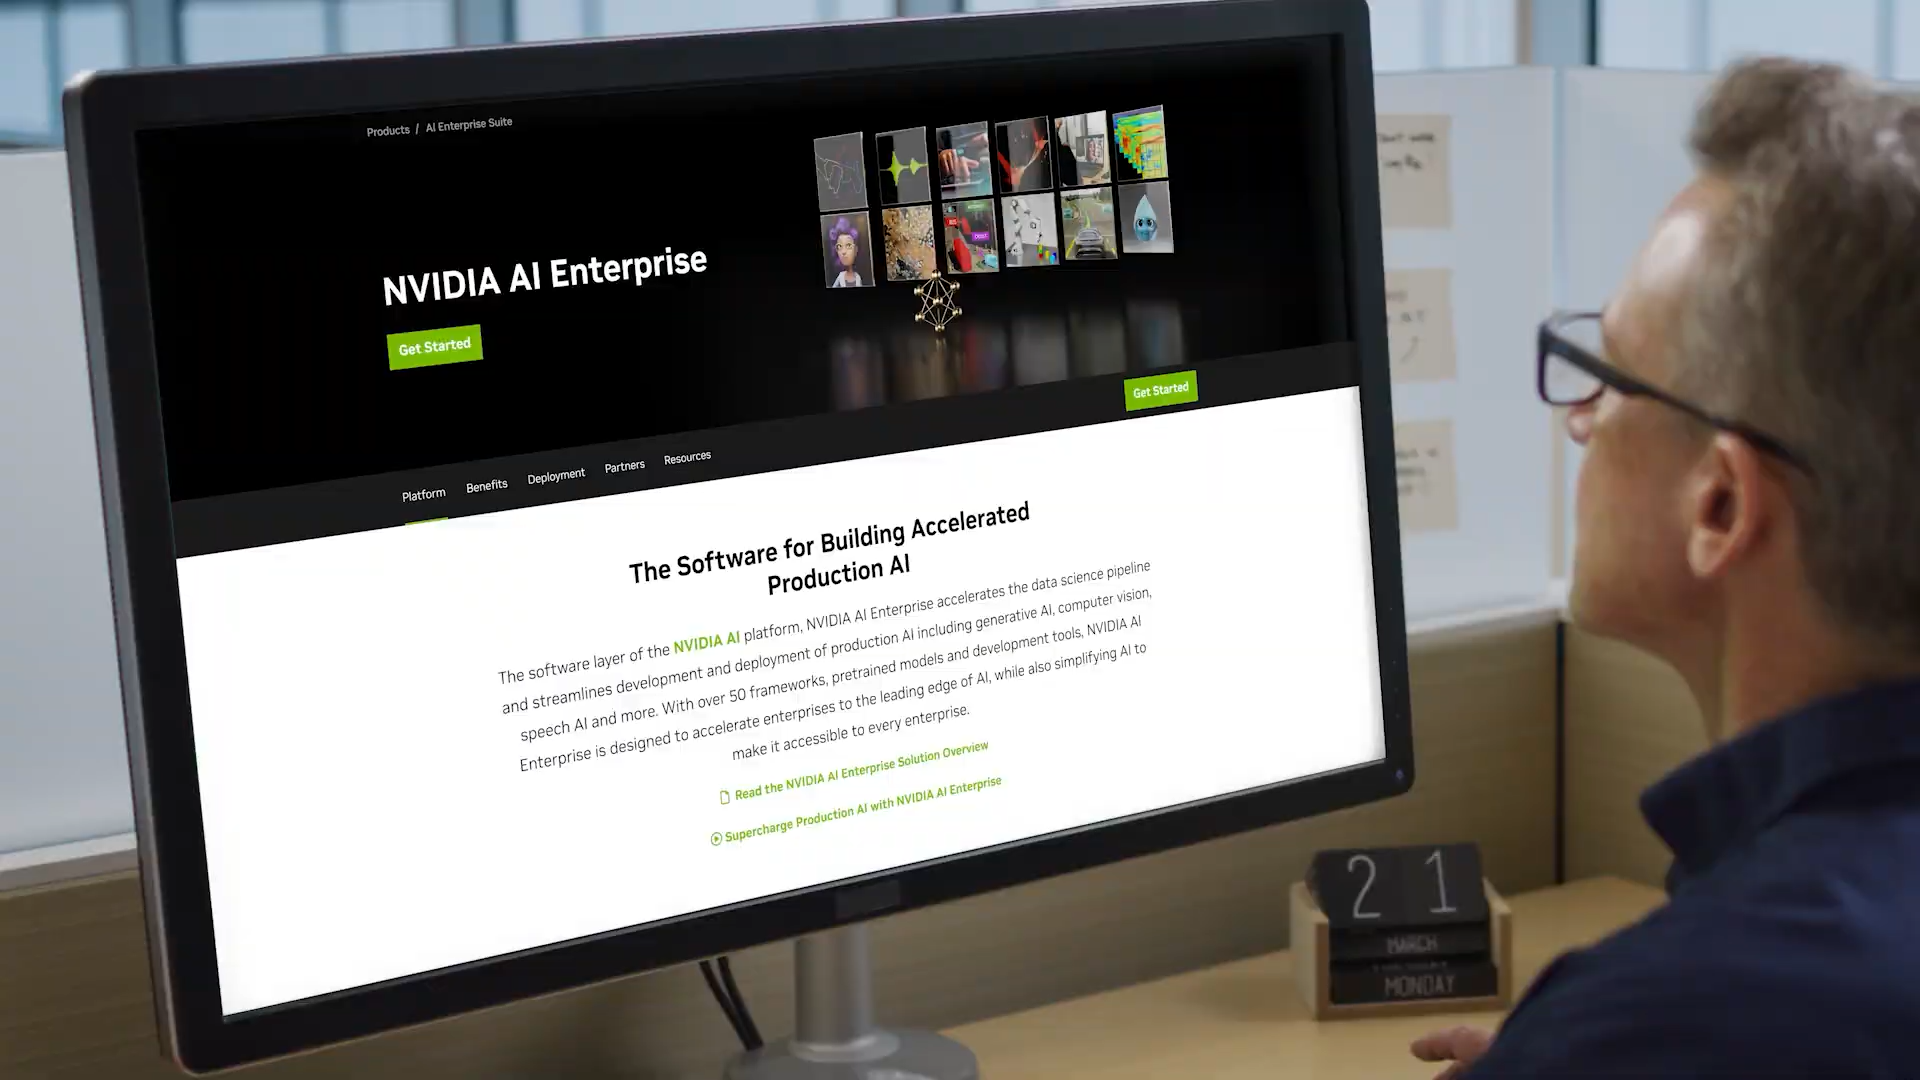 Products / AI Enterprise Suite
NVIDIA AI Enterprise
Get Started
Get Started
Platform Benefits Deployment Partners Resources
The Software for Building Accelerated
Production AI
The software layer of the NVIDIA AI platform, NVIDIA AI Enterprise accelerates the data science pipeline
and streamlines development and deployment of production AI including generative AI, computer vision,
speech AI and more. With over 50 frameworks, pretrained models and development tools, NVIDIA AI
Enterprise is designed to accelerate enterprises to the leading edge of AI, while also simplifying AI to
make it accessible to every enterprise.
Read the NVIDIA AI Enterprise Solution Overview
Supercharge Production AI with NVIDIA AI Enterprise
2 1
MARCH
MONDAY